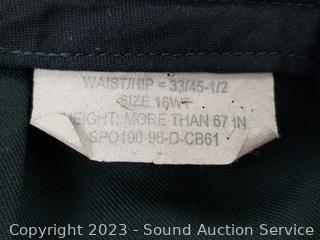 WAIST/HIP = 33/45-1/2
SIZE 16WT
HEIGHT: MORE THAN 67 IN
SPO100-96-D-CB61
Copyright 2023 - Sound Auction Service